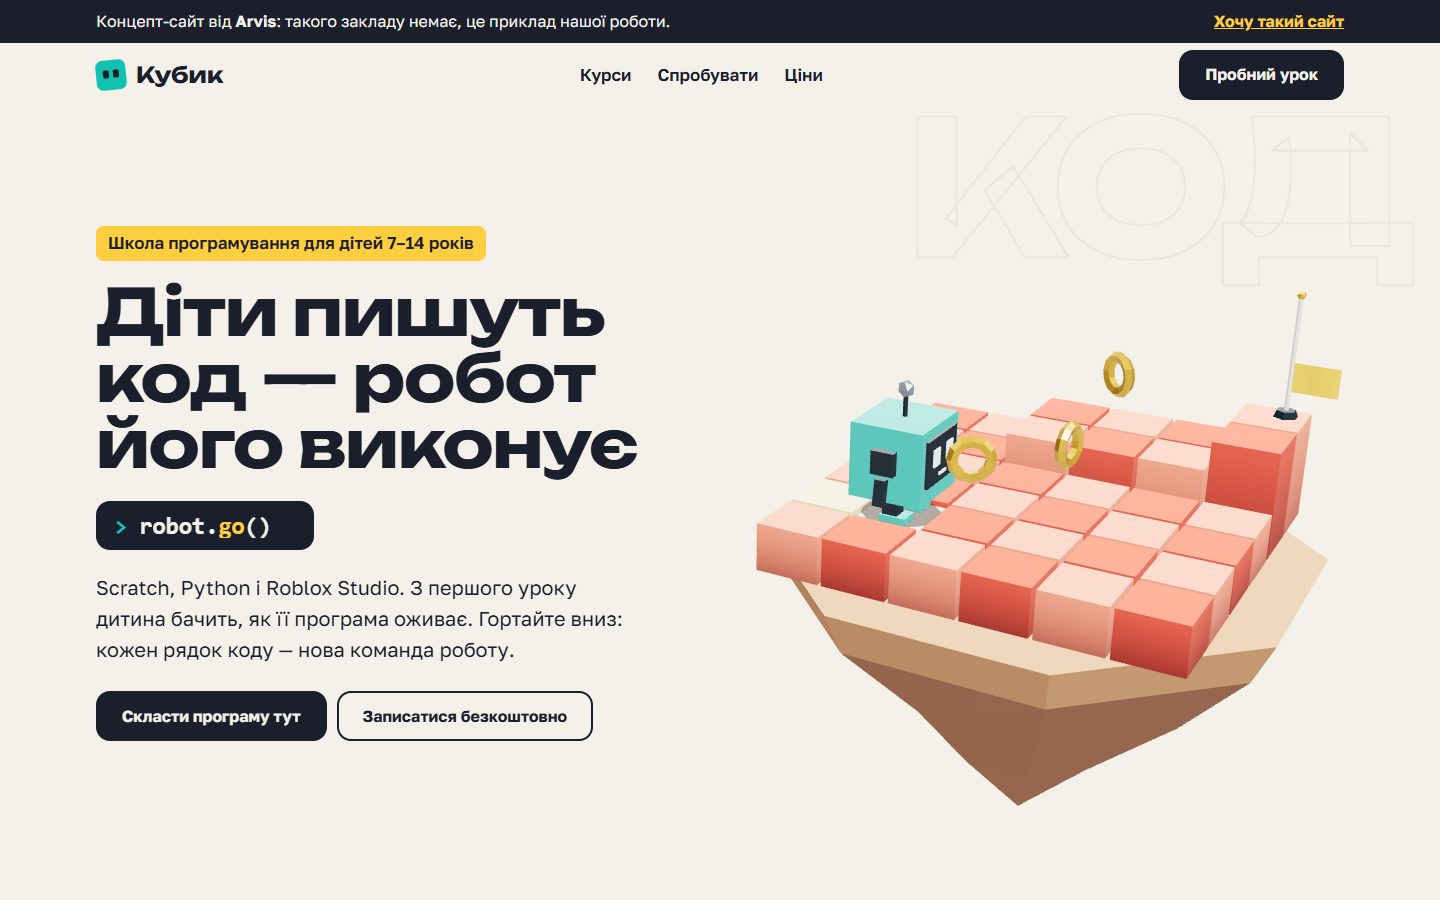 Концепт-сайт від Arvis: такого закладу немає, це приклад нашої роботи.
Хочу такий сайт
Кубик
Курси
Спробувати
Ціни
Пробний урок
КОД
Школа програмування для дітей 7–14 років
Діти пишуть
код — робот
його виконує
> robot.go()
Scratch, Python і Roblox Studio. З першого уроку
дитина бачить, як її програма оживає. Гортайте вниз:
кожен рядок коду — нова команда роботу.
Скласти програму тут
Записатися безкоштовно